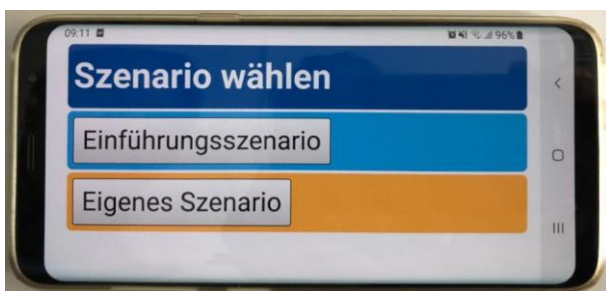 09:11 96%
Szenario wählen
Einführungsszenario
Eigenes Szenario